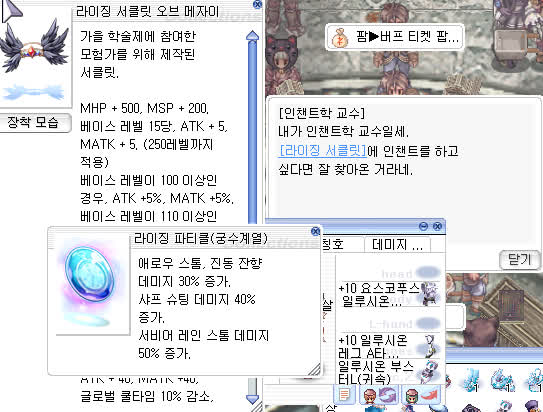 라이징 서클릿 오브 메자이
가을 학술제에 참여한
모험가를 위해 제작된
서클릿.
MHP + 500, MSP + 200.
베이스 레벨 15당, ATK + 5,
MATK + 5. (250레벨까지
적용)
베이스 레벨이 100 이상인
경우, ATK +5%, MATK +5%.
베이스 레벨이 110 이상인
장착 모습
라이징 파티클(궁수계열)
애로우 스톰, 진동 잔향
데미지 30% 증가.
샤프 슈팅 데미지 40%
증가.
서비어 레인 스톰 데미지
50% 증가.
ATK + 40, MATK +40,
글로벌 쿨타임 10% 감소,
팜▶버프 티켓 팝...
[인챈트학 교수]
내가 인챈트학 교수일세.
[라이징 서클릿]에 인챈트를 하고
싶다면 잘 찾아온 거라네.
닫기
칭호
데미지 ...
head
body
L-hand
+10 요스코푸스
일루시온...
+10 일루시온
레그 A타...
일루시온 부스
터L(귀속)